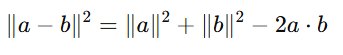 ‖a − b‖² = ‖a‖² + ‖b‖² − 2a · b